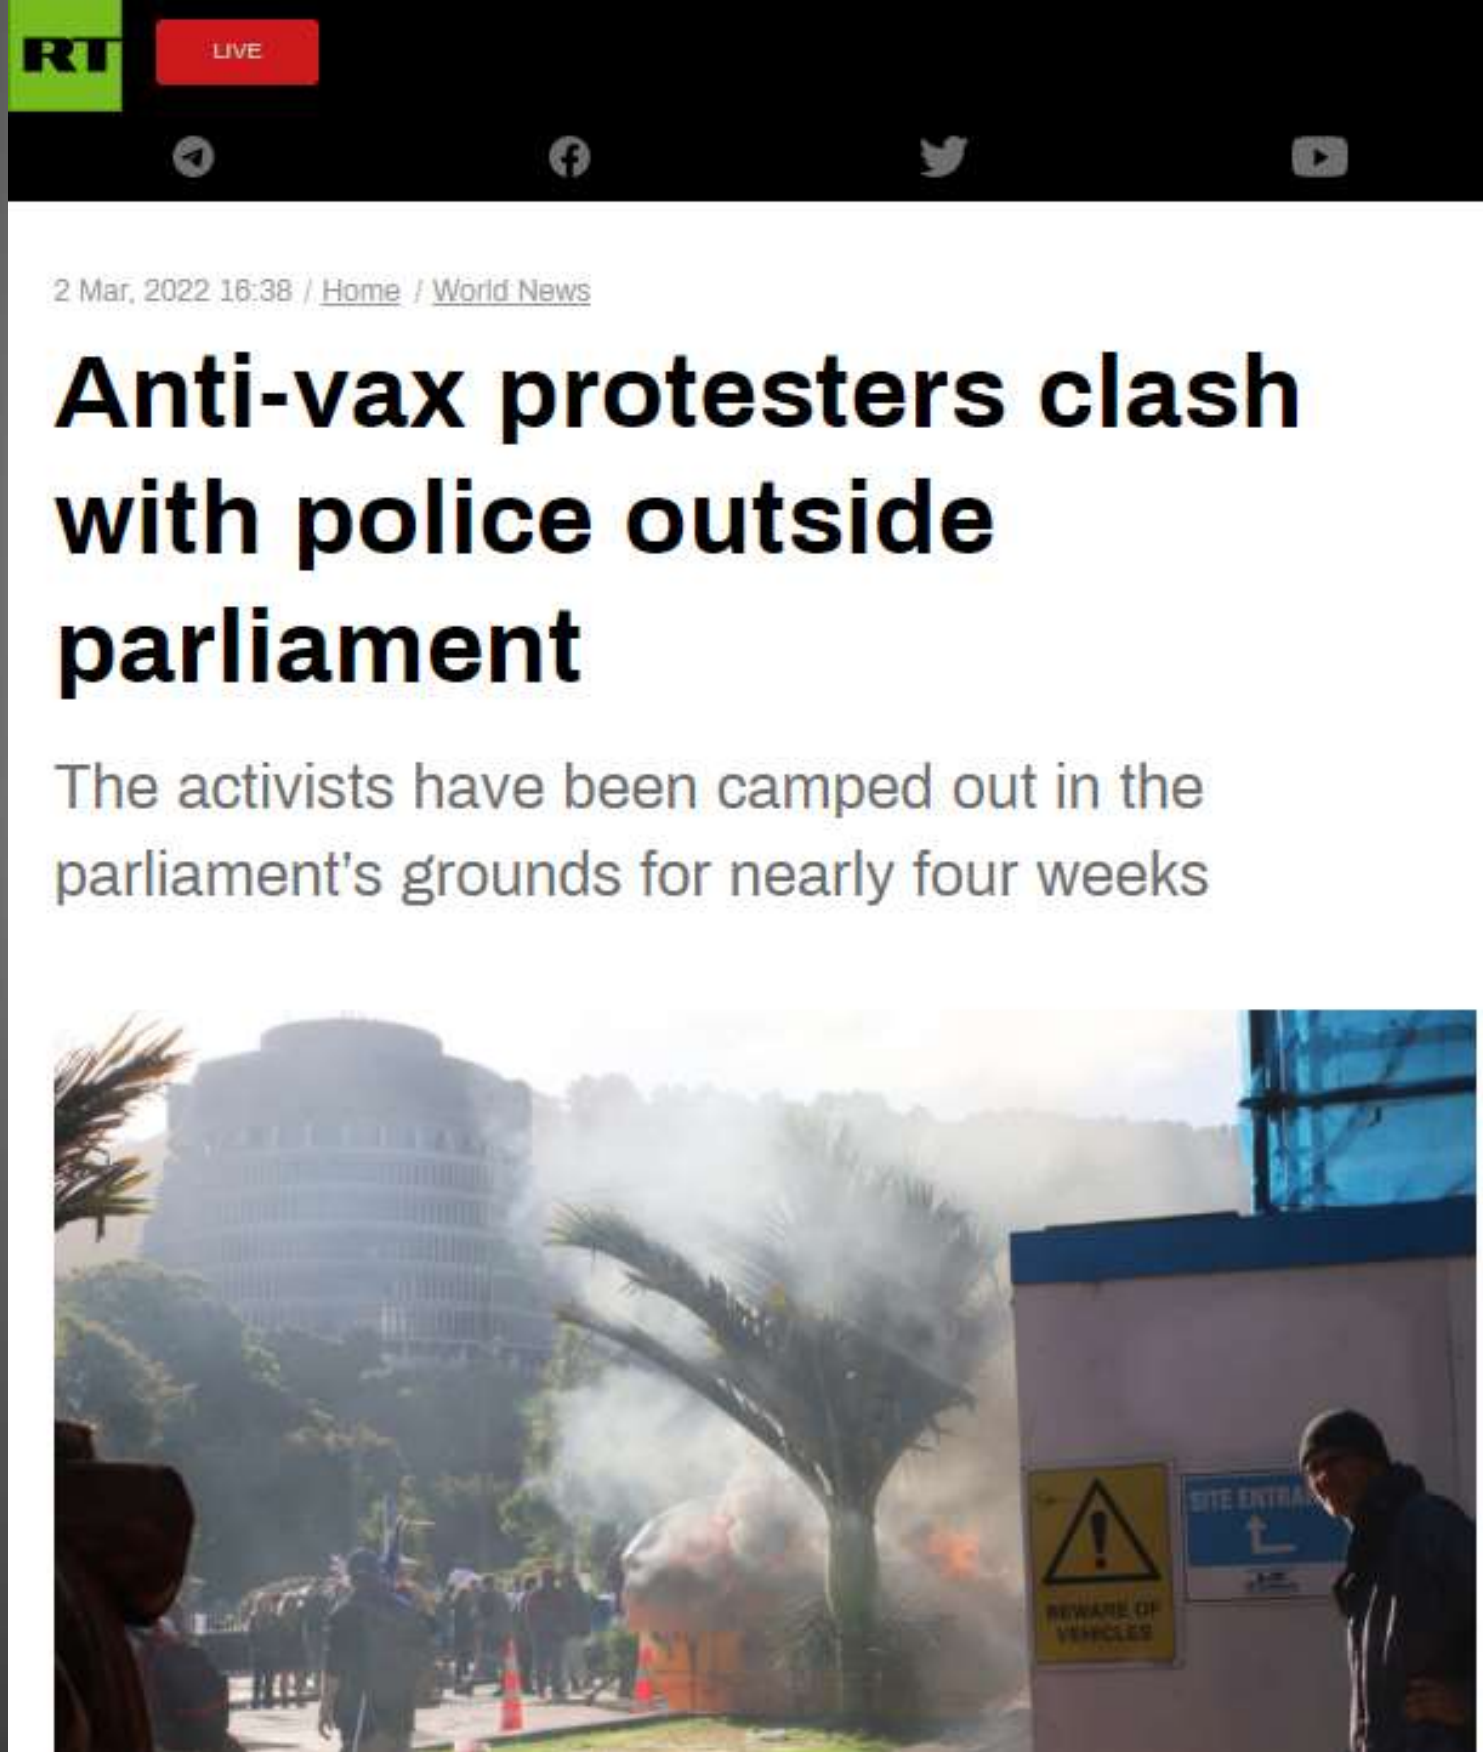 RT
LIVE
2 Mar, 2022 16:38 / Home / World News
Anti-vax protesters clash
with police outside
parliament
The activists have been camped out in the
parliament's grounds for nearly four weeks
SITE
BEWARE OF
VEHICLES